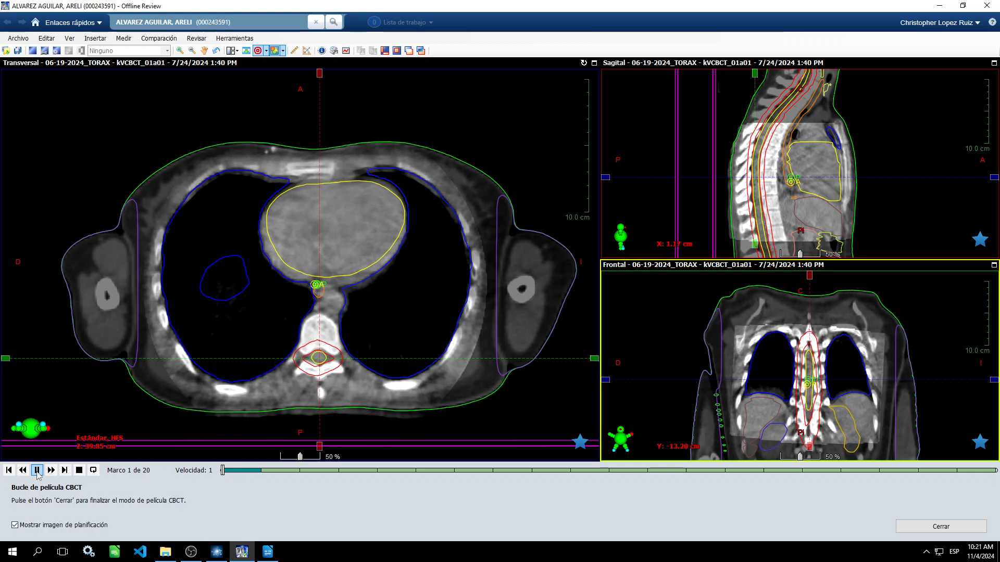 ALVAREZ AGUILAR, ARELI (000243591) - Offline Review
Enlaces rápidos
ALVAREZ AGUILAR, ARELI (000243591)
0 Lista de trabajo
Christopher Lopez Ruiz
Archivo Editar Ver Insertar Medir Comparación Revisar Herramientas
Ninguno
Transversal - 06-19-2024_TORAX - kVCBCT_01a01 - 7/24/2024 1:40 PM
A
10.0 cm
D
I
A
P
Estándar, HFS
Z: 39.85 cm
50 %
Sagital - 06-19-2024_TORAX - kVCBCT_01a01 - 7/24/2024 1:40 PM
10.0 cm
P
A
A
Pi
X: 1.17 cm
50 %
Frontal - 06-19-2024_TORAX - kVCBCT_01a01 - 7/24/2024 1:40 PM
C
10.0 cm
D
I
Pi
Y: -13.20 cm
50 %
Marco 1 de 20
Velocidad: 1
Bucle de película CBCT
Pulse el botón 'Cerrar' para finalizar el modo de película CBCT.
Mostrar imagen de planificación
Cerrar
ESP
10:21 AM
11/4/2024